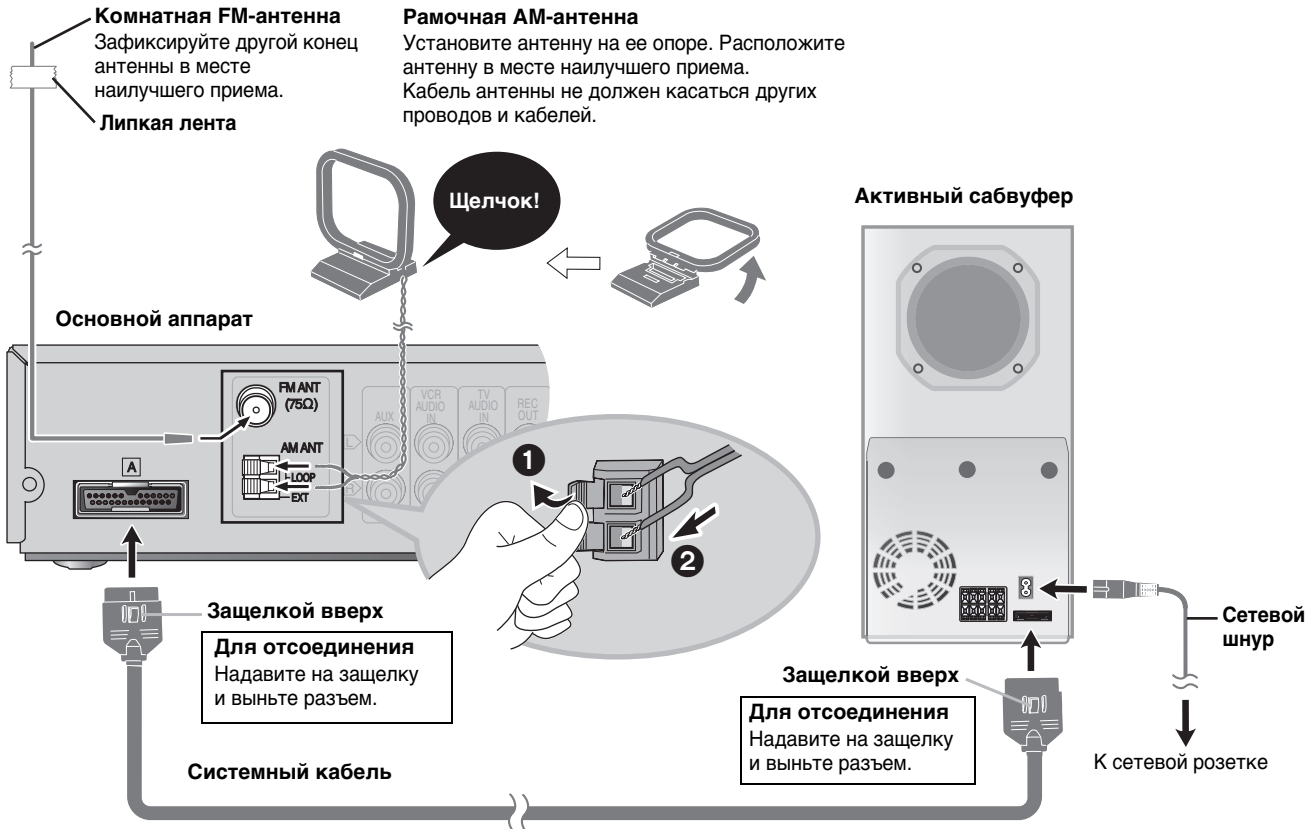 Комнатная FM-антенна
Зафиксируйте другой конец
антенны в месте
наилучшего приема.
Липкая лента
Рамочная AM-антенна
Установите антенну на ее опоре. Расположите
антенну в месте наилучшего приема.
Кабель антенны не должен касаться других
проводов и кабелей.
Щелчок!
Активный сабвуфер
Основной аппарат
FM ANT
(75Ω)
AM ANT
LOOP
EXT
A
AUX
VCR
AUDIO
IN
TV
AUDIO
IN
REC
OUT
L
R
1
2
Защелкой вверх
Для отсоединения
Надавите на защелку
и выньте разъем.
Системный кабель
Защелкой вверх
Для отсоединения
Надавите на защелку
и выньте разъем.
Сетевой
шнур
К сетевой розетке